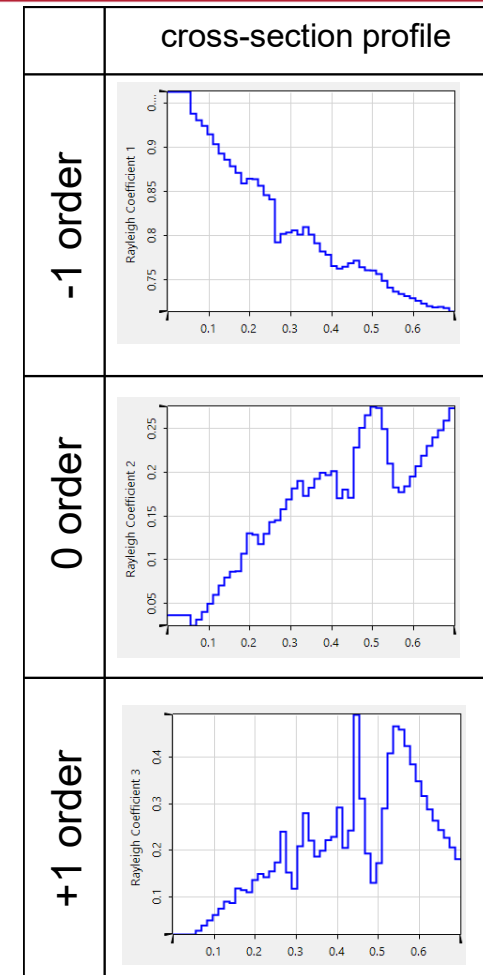 cross-section profile
-1 order
Rayleigh Coefficient 1
0....
0.9
0.85
0.8
0.75
0.1 0.2 0.3 0.4 0.5 0.6
0 order
Rayleigh Coefficient 2
0.25
0.2
0.15
0.1
0.05
0.1 0.2 0.3 0.4 0.5 0.6
+1 order
Rayleigh Coefficient 3
0.4
0.3
0.2
0.1
0.1 0.2 0.3 0.4 0.5 0.6